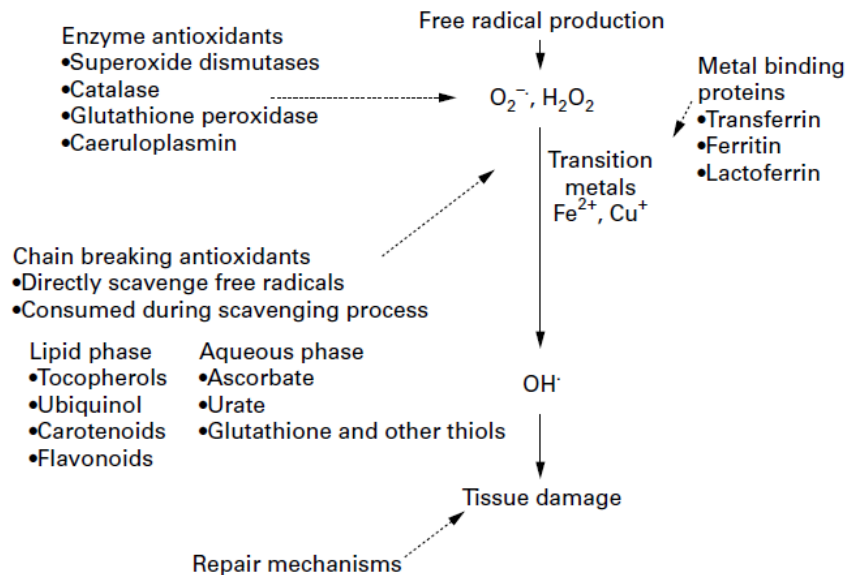 Free radical production
Enzyme antioxidants
•Superoxide dismutases
•Catalase
•Glutathione peroxidase
•Caeruloplasmin
O₂⁻·, H₂O₂
Metal binding
proteins
•Transferrin
•Ferritin
•Lactoferrin
Transition
metals
Fe²⁺, Cu⁺
Chain breaking antioxidants
•Directly scavenge free radicals
•Consumed during scavenging process
Lipid phase
•Tocopherols
•Ubiquinol
•Carotenoids
•Flavonoids
Aqueous phase
•Ascorbate
•Urate
•Glutathione and other thiols
OH·
Tissue damage
Repair mechanisms